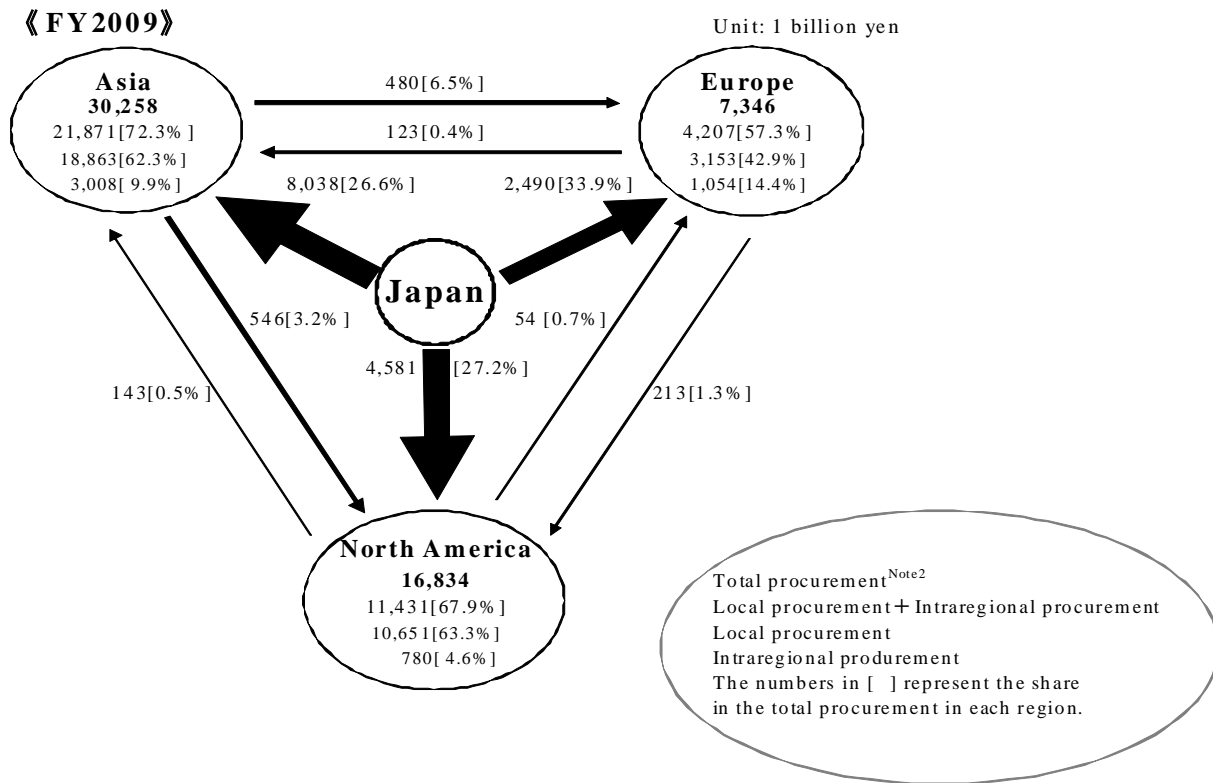 《FY2009》
Unit: 1 billion yen
Asia
30,258
21,871[72.3%]
18,863[62.3%]
3,008[ 9.9%]
480[6.5%]
123[0.4%]
Europe
7,346
4,207[57.3%]
3,153[42.9%]
1,054[14.4%]
8,038[26.6%]
2,490[33.9%]
Japan
546[3.2%]
54 [0.7%]
4,581 [27.2%]
143[0.5%]
213[1.3%]
North America
16,834
11,431[67.9%]
10,651[63.3%]
780[ 4.6%]
Total procurement Note2
Local procurement＋Intraregional procurement
Local procurement
Intraregional produrement
The numbers in [ ] represent the share
in the total procurement in each region.